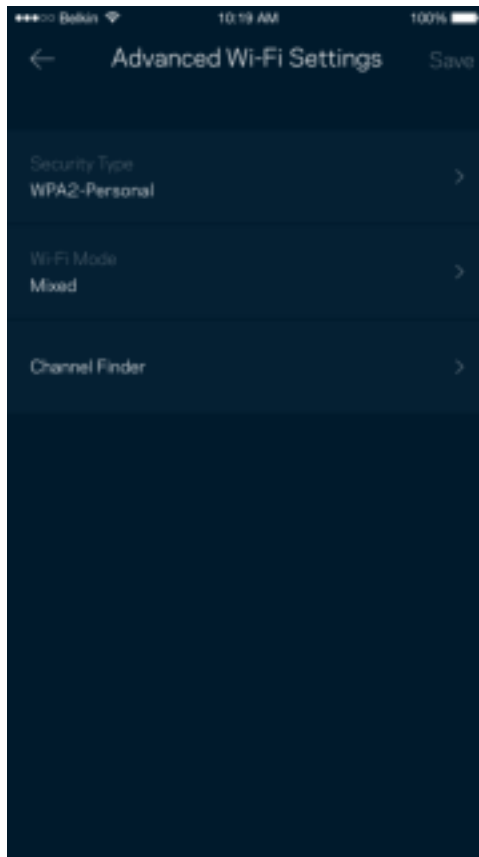 Belkin 10:19 AM 100%
Advanced Wi-Fi Settings Save
Security Type
WPA2-Personal
Wi-Fi Mode
Mixed
Channel Finder